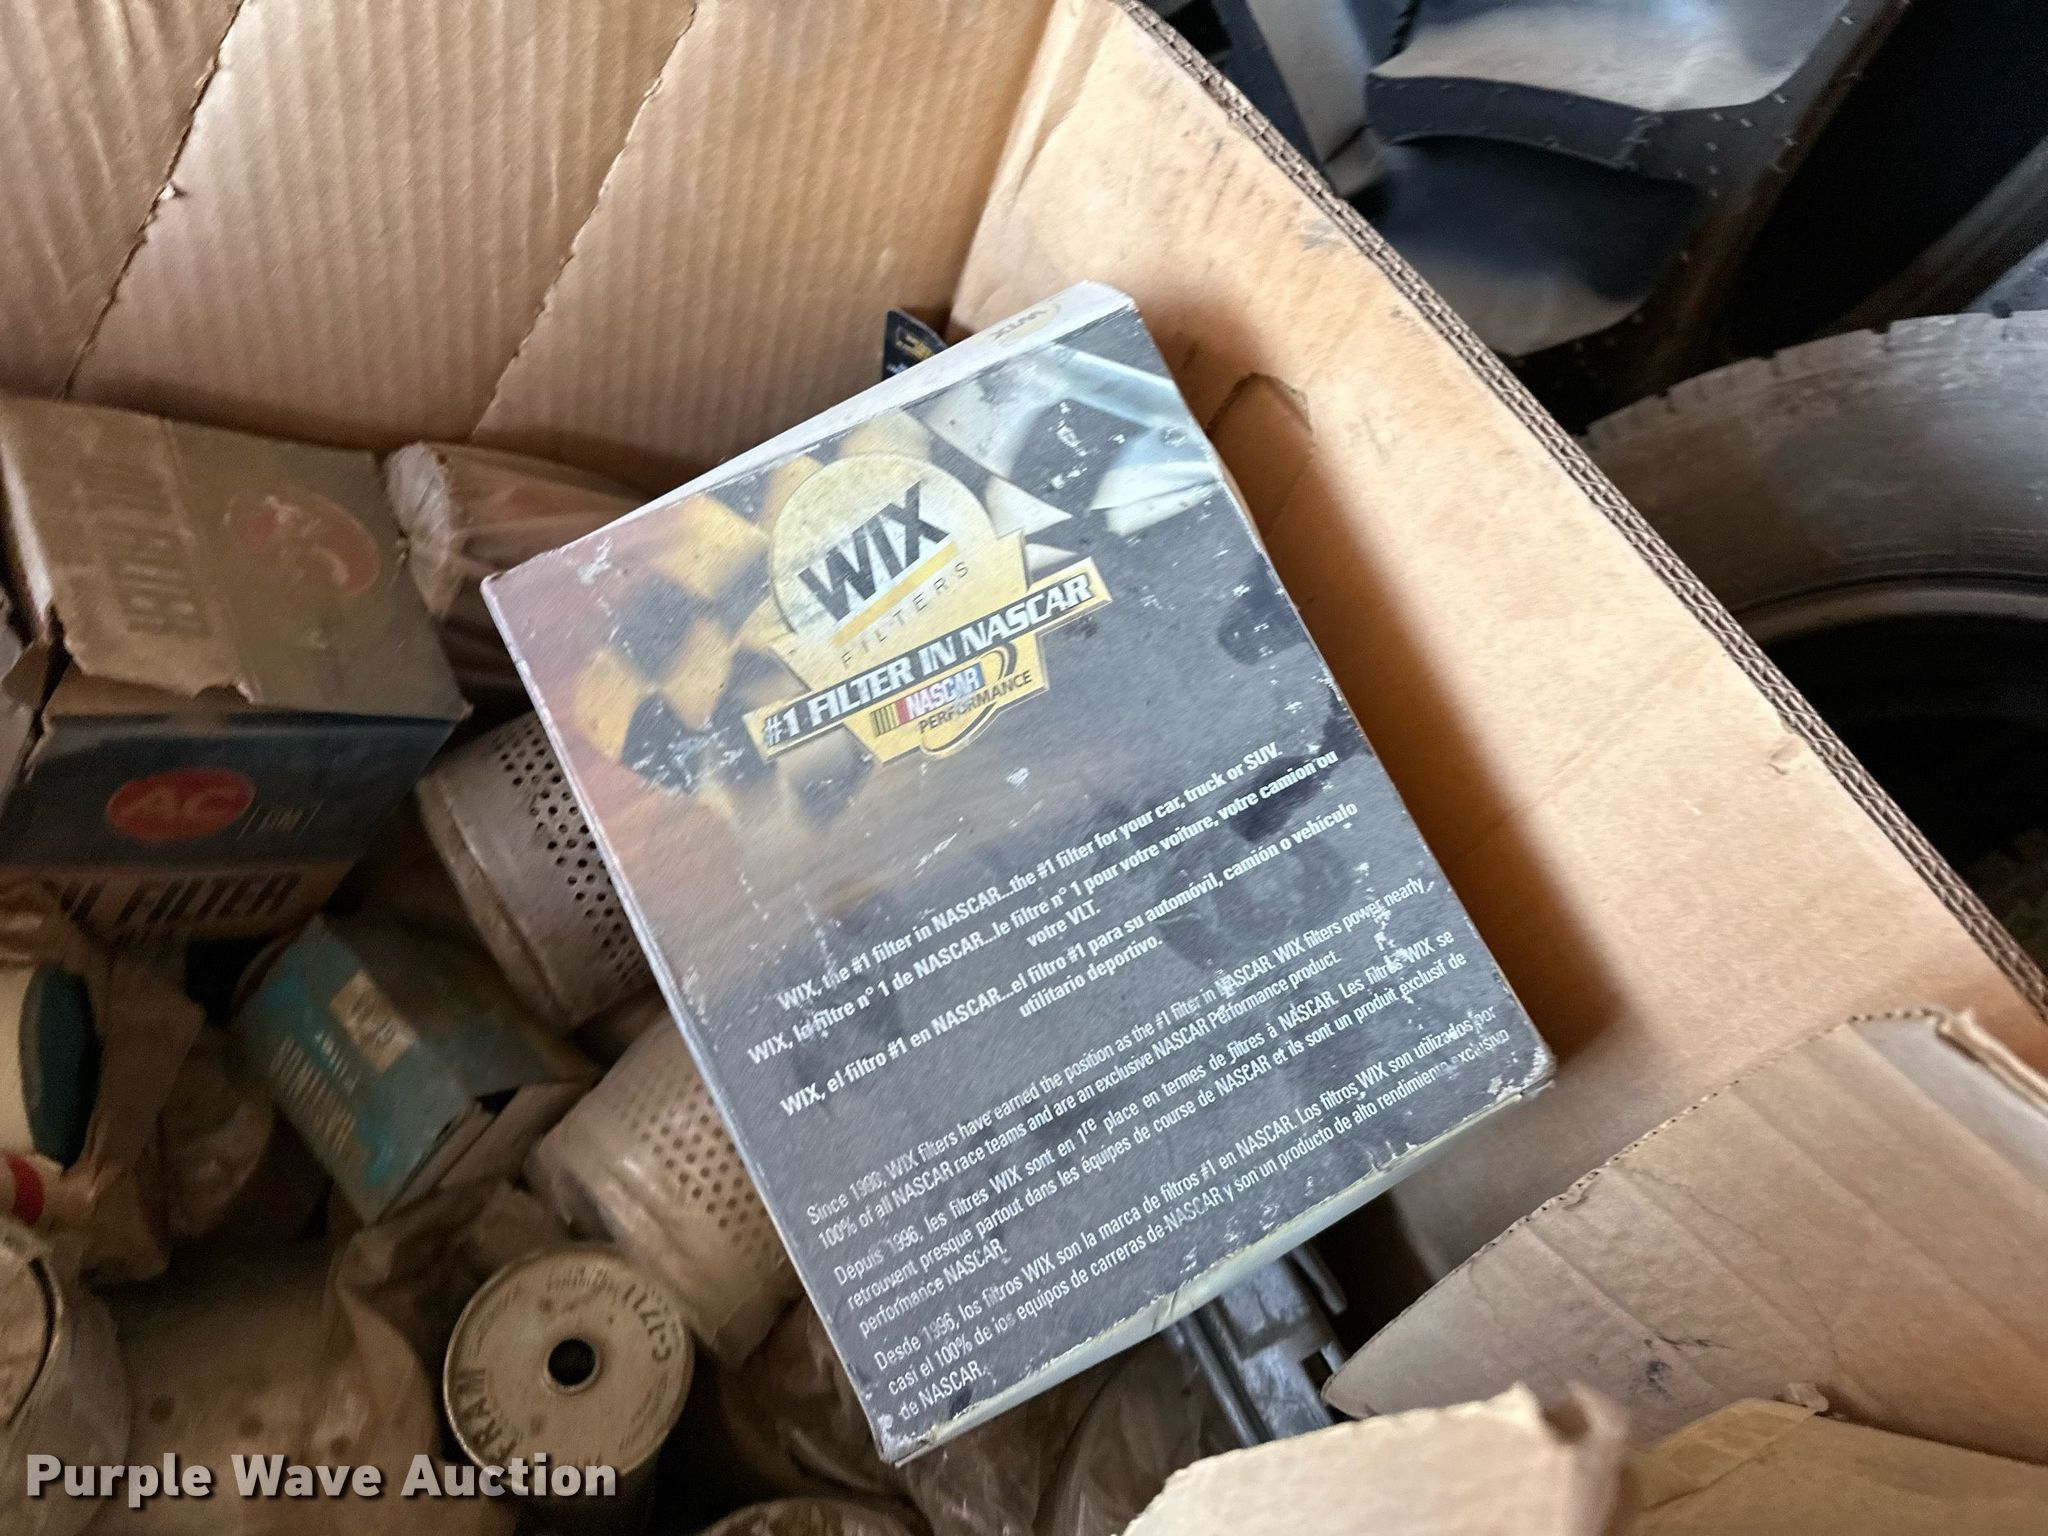 WIX
WIX
FILTERS
#1 FILTER IN NASCAR
NASCAR
PERFORMANCE
WIX, the #1 filter in NASCAR...the #1 filter for your car, truck or SUV.
WIX, le filtre n° 1 de NASCAR...le filtre n° 1 pour votre voiture, votre camion ou
votre VLT.
WIX, el filtro #1 en NASCAR...el filtro #1 para su automóvil, camión o vehículo
utilitario deportivo.
Since 1996, WIX filters have earned the position as the #1 filter in NASCAR. WIX filters power nearly
100% of all NASCAR race teams and are an exclusive NASCAR Performance product.
Depuis 1996, les filtres WIX sont en 1re place en termes de filtres à NASCAR. Les filtres WIX se
retrouvent presque partout dans les équipes de course de NASCAR et ils sont un produit exclusif de
performance NASCAR.
Desde 1996, los filtros WIX son la marca de filtros #1 en NASCAR. Los filtros WIX son utilizados por
casi el 100% de los equipos de carreras de NASCAR y son un producto de alto rendimiento exclusivo
de NASCAR.
AC
GM
FILTER
FRAM
C-1711
Purple Wave Auction